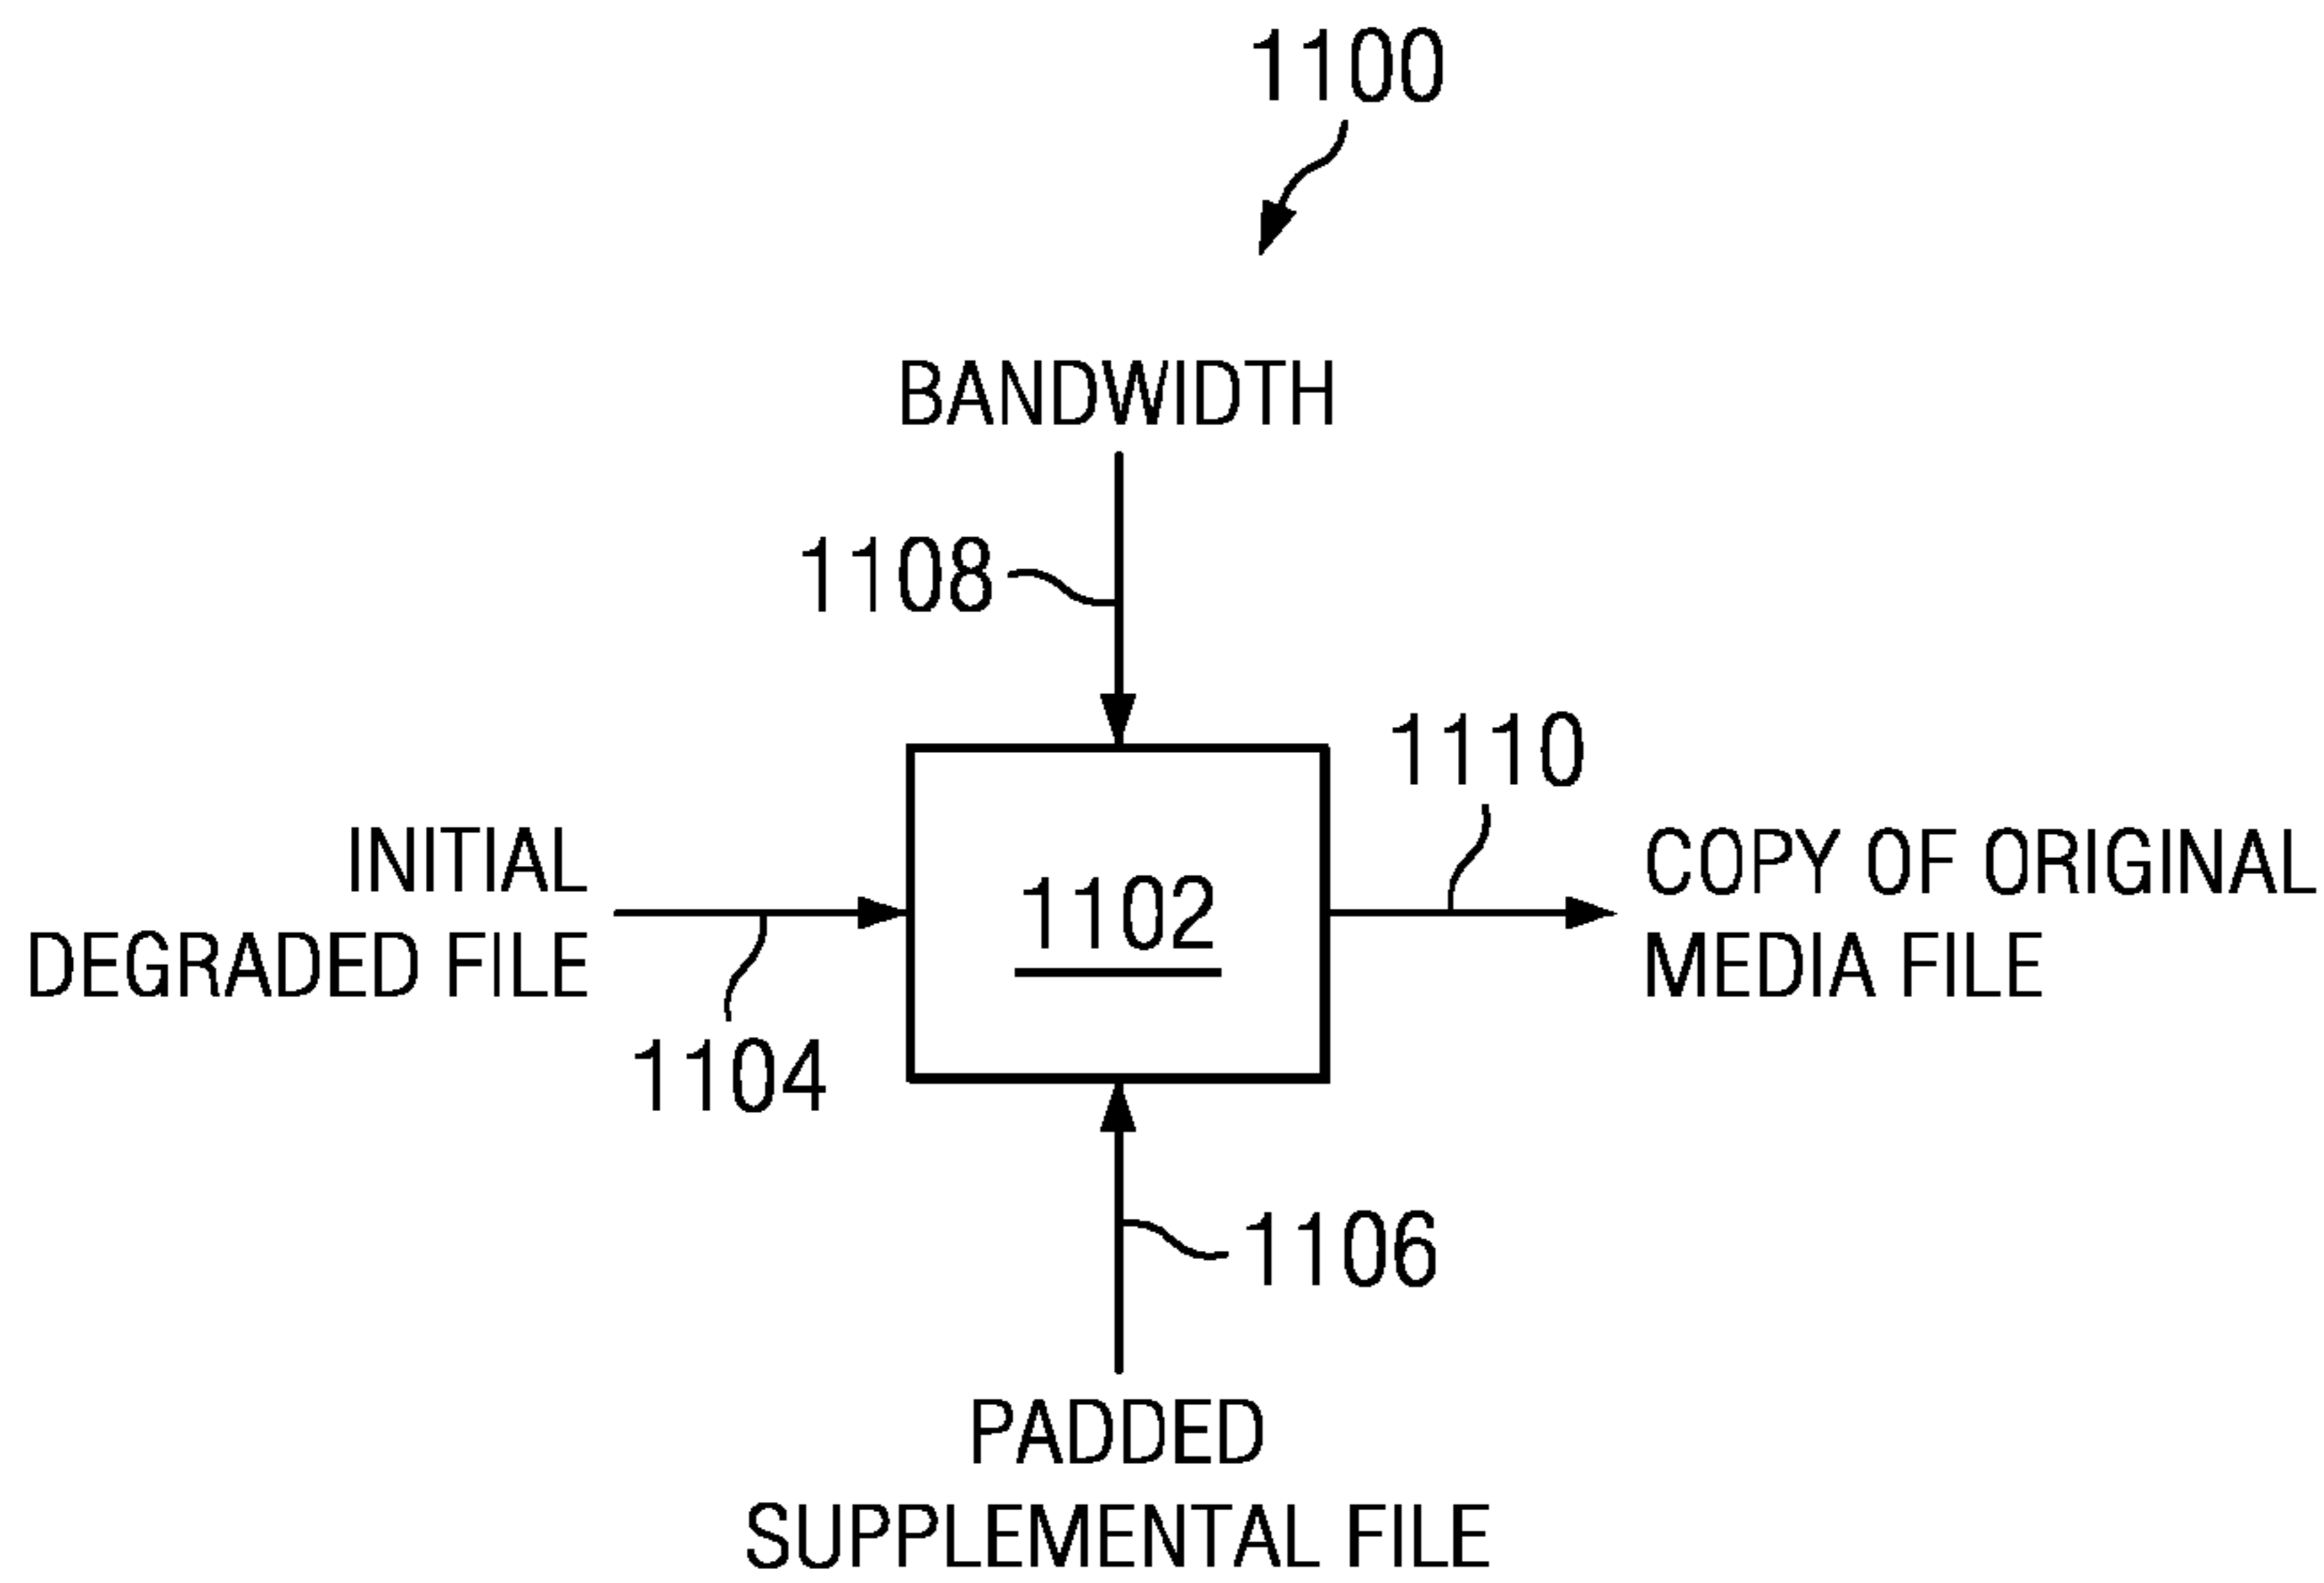 1100
BANDWIDTH
1108
1110
INITIAL
DEGRADED FILE
1102
COPY OF ORIGINAL
MEDIA FILE
1104
1106
PADDED
SUPPLEMENTAL FILE